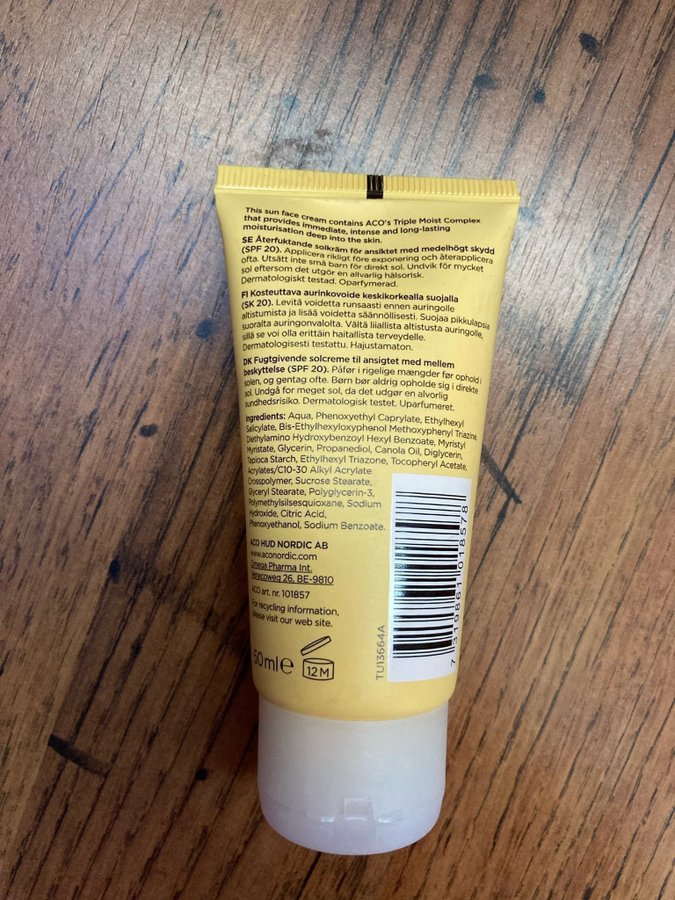 This sun face cream contains ACO's Triple Moist Complex
that provides immediate, intense and long-lasting
moisturisation deep into the skin.
SE Återfuktande solkräm för ansiktet med medelhögt skydd
(SPF 20). Applicera rikligt före exponering och återapplicera
ofta. Utsätt inte små barn för direkt sol. Undvik för mycket
sol eftersom det utgör en allvarlig hälsorisk.
Dermatologiskt testad. Oparfymerad.
FI Kosteuttava aurinkovoide keskikorkealla suojalla
(SK 20). Levitä voidetta runsaasti ennen auringolle
altistumista ja lisää voidetta säännöllisesti. Suojaa pikkulapsia
suoralta auringonvalolta. Vältä liiallista altistusta auringolle,
sillä se voi olla erittäin haitallista terveydelle.
Dermatologisesti testattu. Hajustamaton.
DK Fugtgivende solcreme til ansigtet med mellem
beskyttelse (SPF 20). Påfør i rigelige mængder før ophold i
solen, og gentag ofte. Børn bør aldrig opholde sig i direkte
sol. Undgå for meget sol, da det udgør en alvorlig
sundhedsrisiko. Dermatologisk testet. Uparfumeret.
Ingredients: Aqua, Phenoxyethyl Caprylate, Ethylhexyl
Salicylate, Bis-Ethylhexyloxyphenol Methoxyphenyl Triazine,
Diethylamino Hydroxybenzoyl Hexyl Benzoate, Myristyl
Myristate, Glycerin, Propanediol, Canola Oil, Diglycerin,
Tapioca Starch, Ethylhexyl Triazone, Tocopheryl Acetate,
Acrylates/C10-30 Alkyl Acrylate
Crosspolymer, Sucrose Stearate,
Glyceryl Stearate, Polyglycerin-3,
Polymethylsilsesquioxane, Sodium
Hydroxide, Citric Acid,
Phenoxyethanol, Sodium Benzoate.
ACO HUD NORDIC AB
www.aconordic.com
Omega Pharma Int.
Venecoweg 26, BE-9810
ACO art. nr. 101857
For recycling information,
please visit our web site.
50 ml e
12 M
TU13664A
7 319861 018578